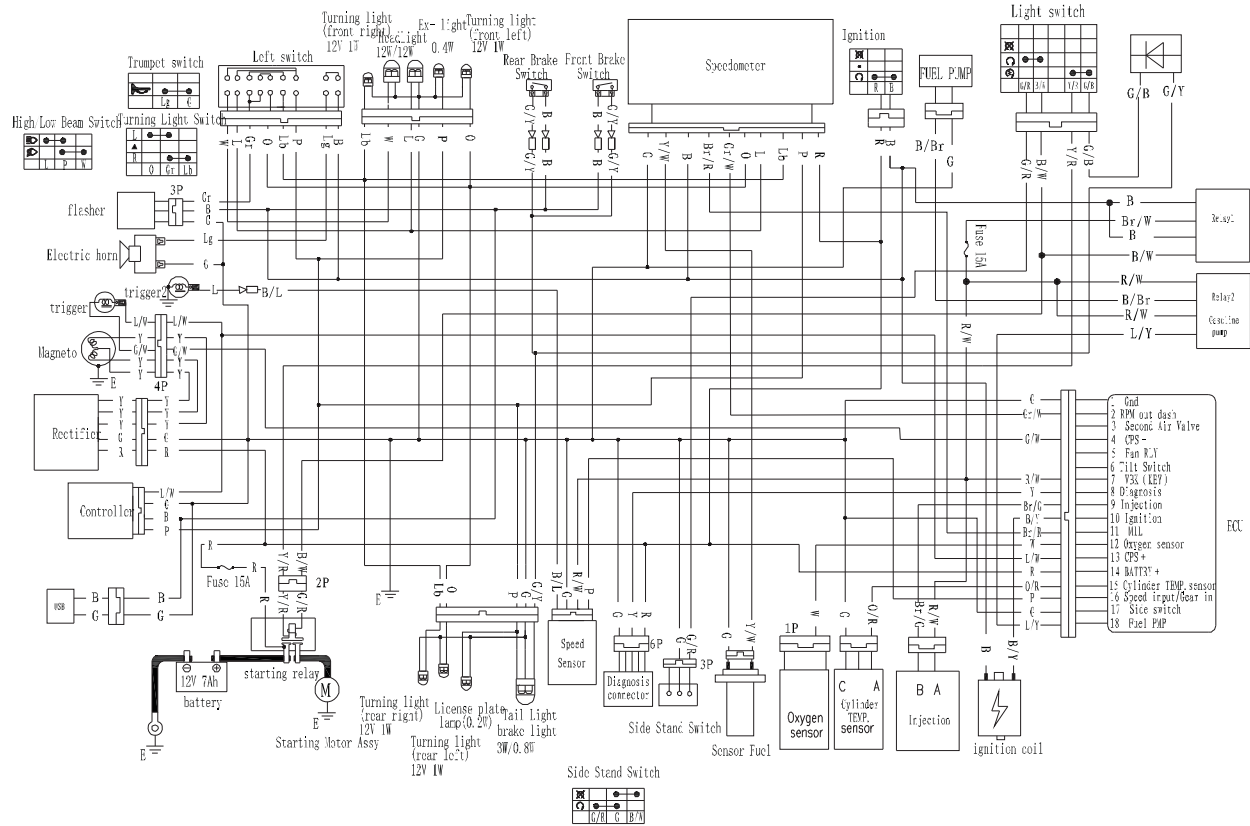 Turning light
(front right)
12V 1W
Headlight
12W/12W
Ex- light
0.4W
Turning light
(front left)
12V 1W
Left switch
Trumpet switch
Lg G
High/Low Beam Switch
L P W
Turning Light Switch
L
R
O Gr Lb
Rear Brake
Switch
Front Brake
Switch
Speedometer
Ignition
R B
FUEL PUMP
Light switch
G/R B/W Y/R G/B
G/B G/Y
W L Gr O Lb P Lg B
Lb W L G P O
G/Y B B G/Y
G/Y B B G/Y
G Y/W B Br/R Gr/W O L Lb P R
R B
B/Br G
G/R B/W Y/R G/B
flasher
3P
Gr
B
G
Electric horn
Lg
G
trigger2
L B/L
trigger
L/W L/W
Y Y
G/W G/W
Y Y
Y Y
Magneto
E
4P
Rectifier
Y Y
Y Y
Y Y
G G
R R
Controller
L/W
G
B
P
USB
B B
G G
Relay1
B
Br/W
B
B/W
Relay2
Gasoline
pump
R/W
B/Br
R/W
L/Y
Fuse 15A
R/W
ECU
G 1 Gnd
Gr/W 2 RPM out dash
3 Second Air Valve
G/W 4 CPS -
5 Fan RLY
6 Tilt Switch
R/W 7 VBK (KEY)
Y 8 Diagnosis
Br/G 9 Injection
B/Y 10 Ignition
Br/R 11 MIL
W 12 Oxygen sensor
L/W 13 CPS+
R 14 BATTRY+
O/R 15 Cylinder TEMP. sensor
P 16 Speed input/Gear in
G 17 Side switch
L/Y 18 Fuel PMP
R
Fuse 15A
R
R
Y/R B/W
2P
Y/R G/R
starting relay
12V 7Ah
battery
E
M
E
Starting Motor Assy
E
Lb O
P G G/Y
Turning light
(rear right)
12V 1W
Turning light
(rear left)
12V 1W
License plate
lamp(0.2W)
Tail Light
brake light
3W/0.8W
B/L G R/W P
Speed
Sensor
G Y R
6P
Diagnosis
connector
G G/R
3P
Side Stand Switch
G Y/W
Sensor Fuel
W
1P
Oxygen
sensor
G O/R
C A
Cylinder
TEMP.
sensor
Br/G R/W
B A
Injection
B B/Y
ignition coil
Side Stand Switch
G/R G B/W